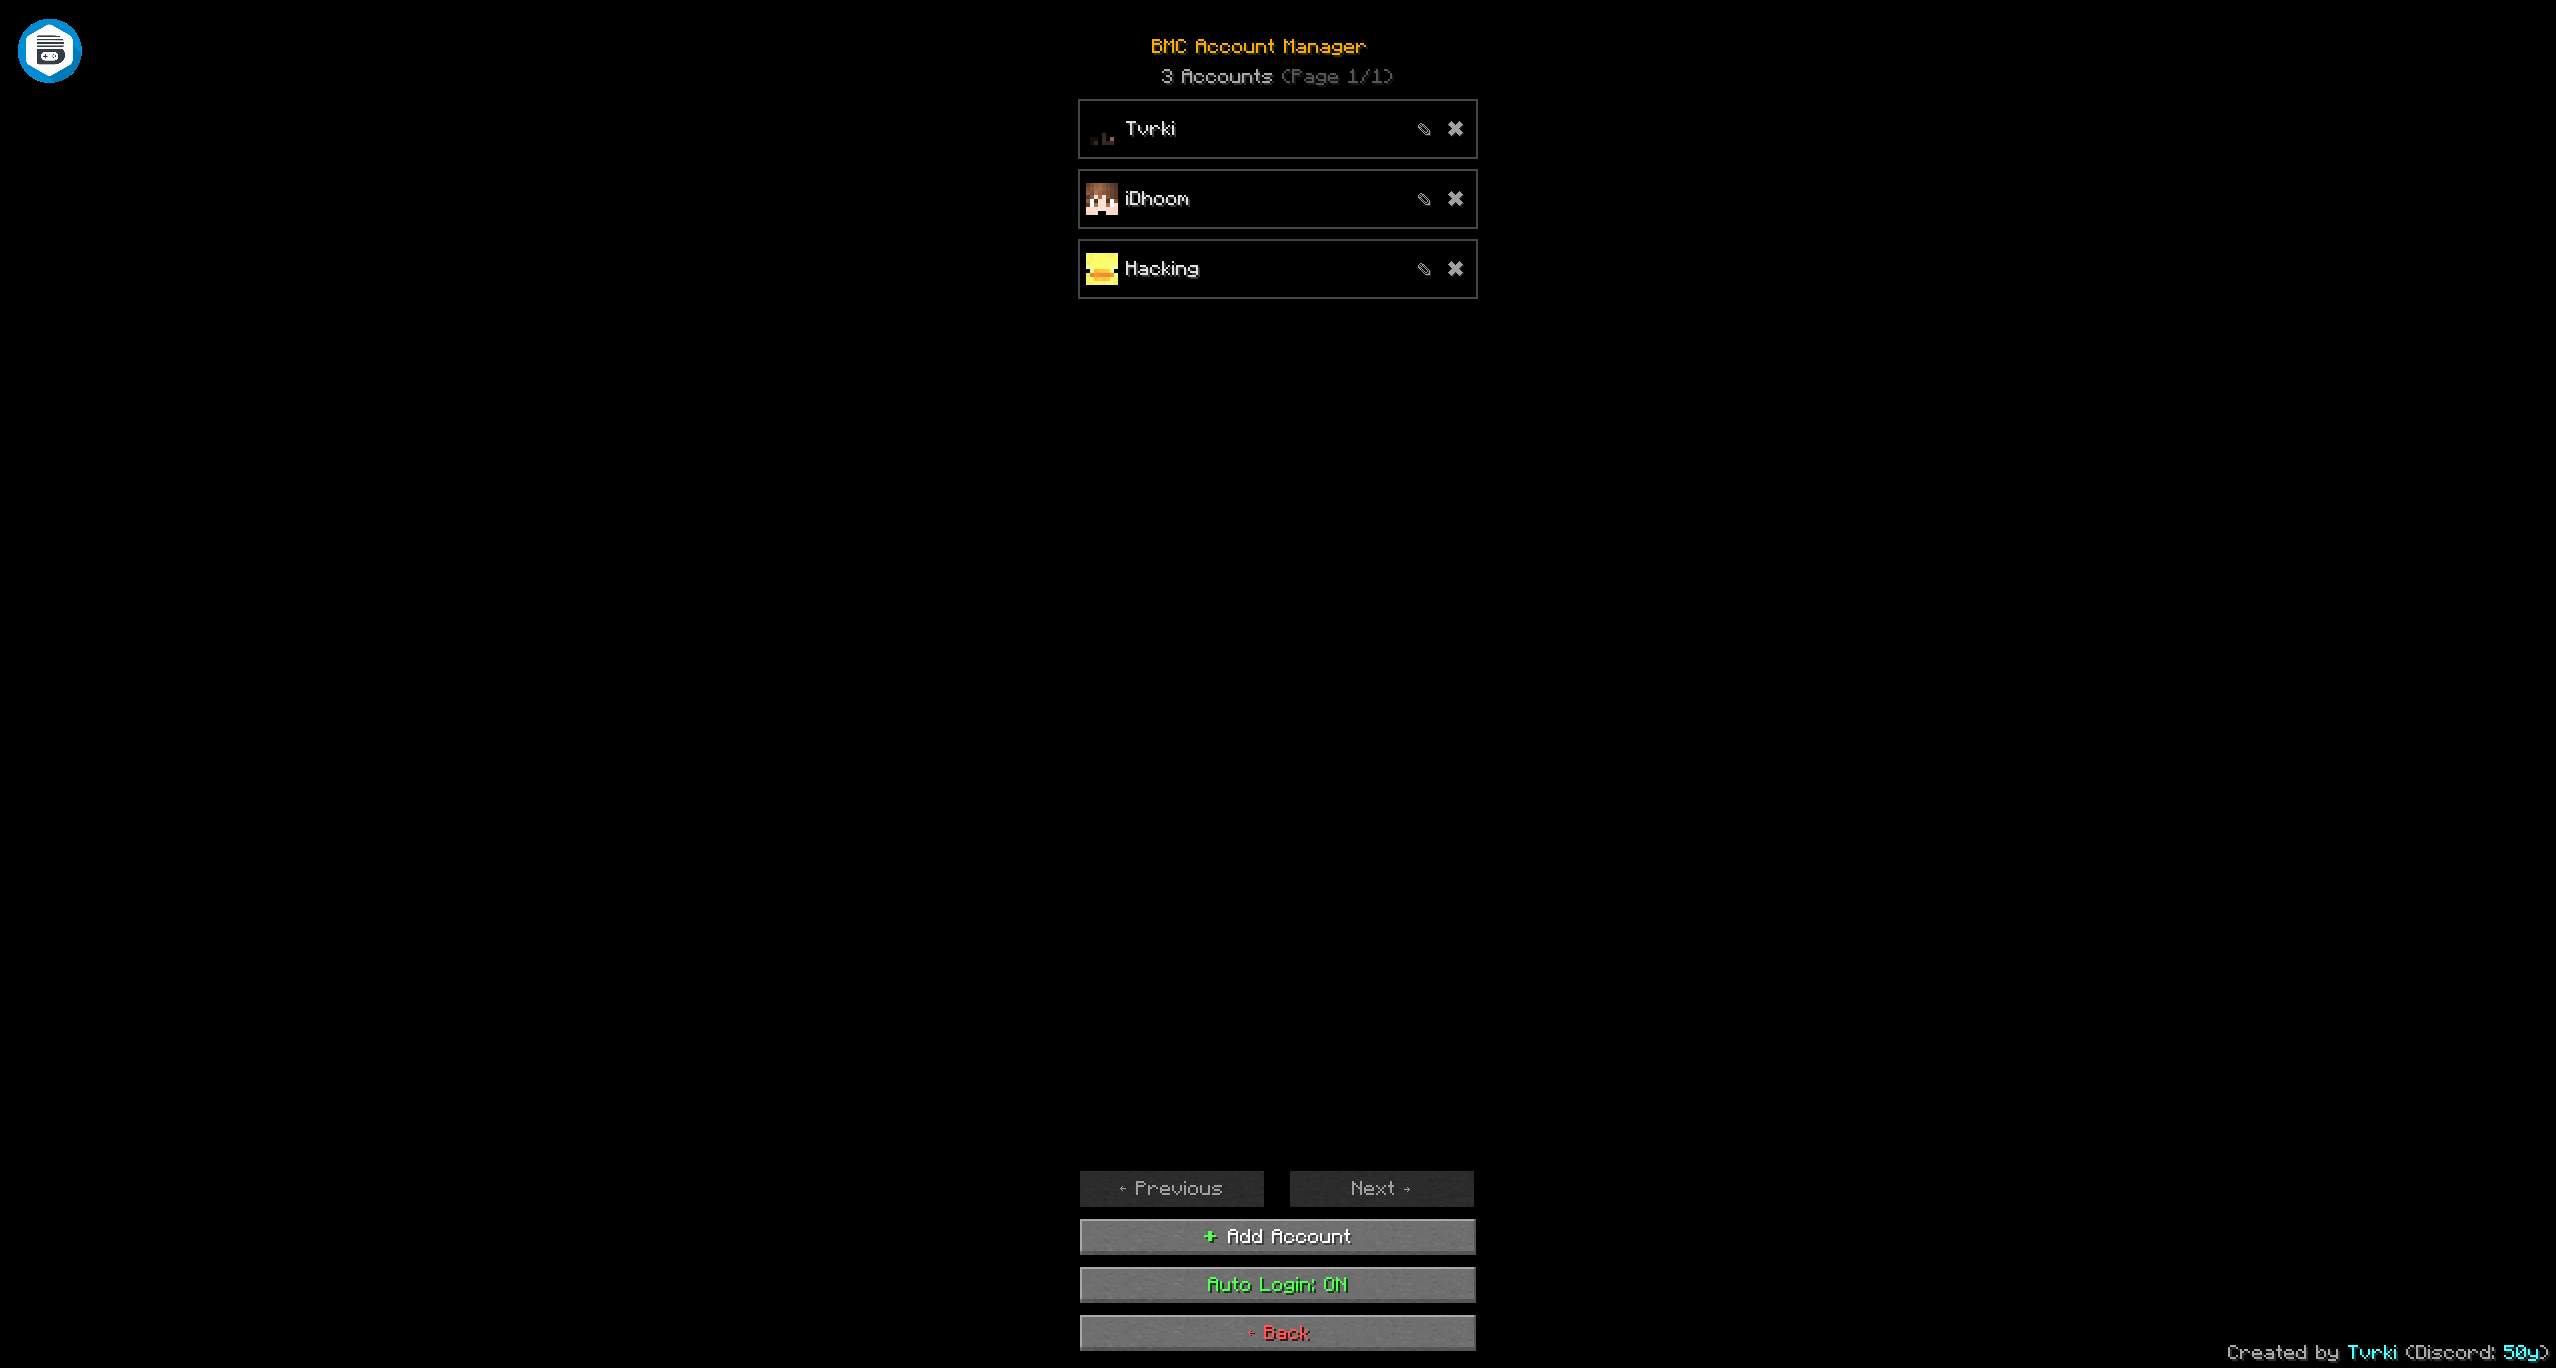 BMC Account Manager
3 Accounts (Page 1/1)
Tvrki ✎ ✖
iDhoom ✎ ✖
Hacking ✎ ✖
← Previous Next →
+ Add Account
Auto Login: ON
← Back
Created by Tvrki (Discord: 50y)